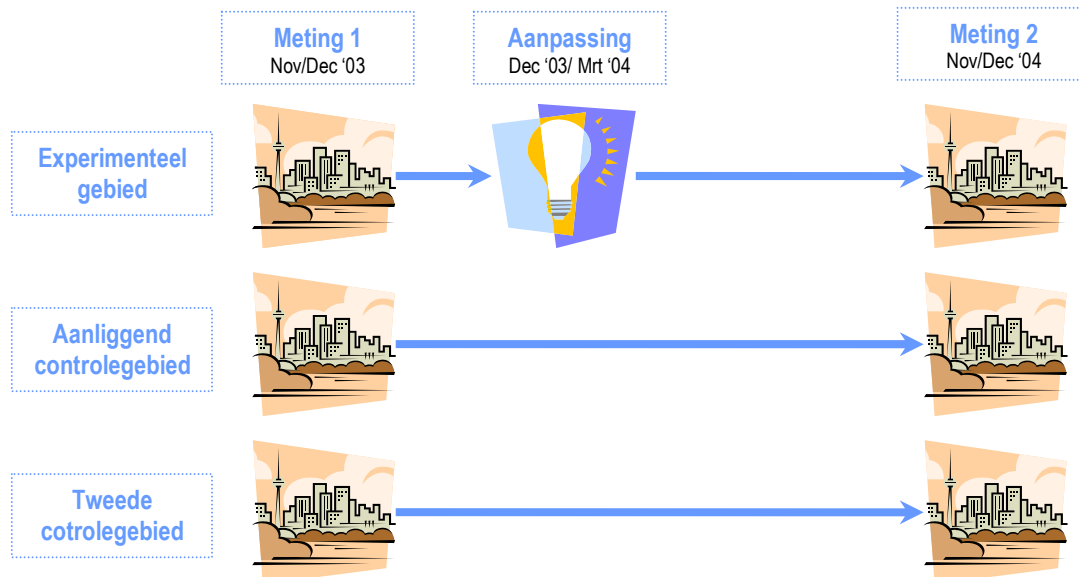 Meting 1
Nov/Dec ‘03
Aanpassing
Dec ‘03/ Mrt ‘04
Meting 2
Nov/Dec ‘04
Experimenteel
gebied
Aanliggend
controlegebied
Tweede
cotrolegebied